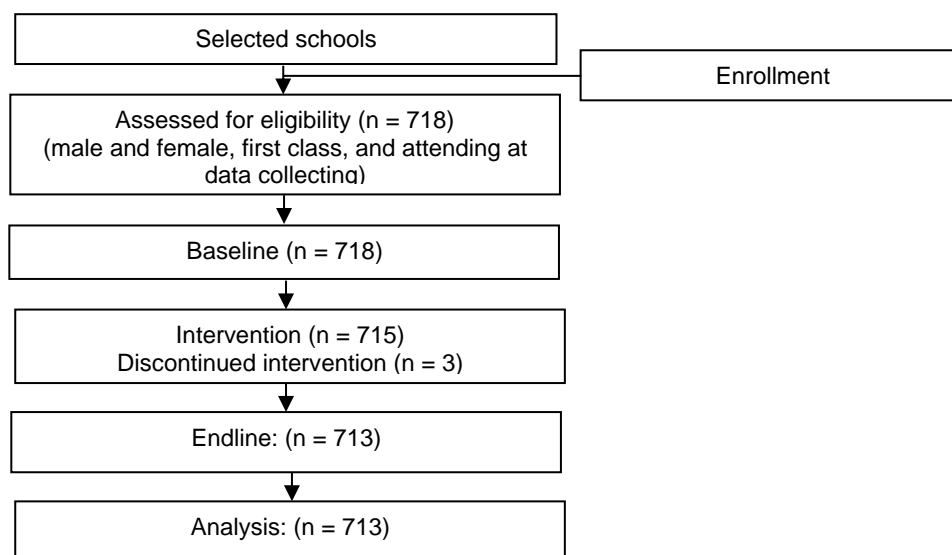 Selected schools
Enrollment
Assessed for eligibility (n = 718)
(male and female, first class, and attending at
data collecting)
Baseline (n = 718)
Intervention (n = 715)
Discontinued intervention (n = 3)
Endline: (n = 713)
Analysis: (n = 713)